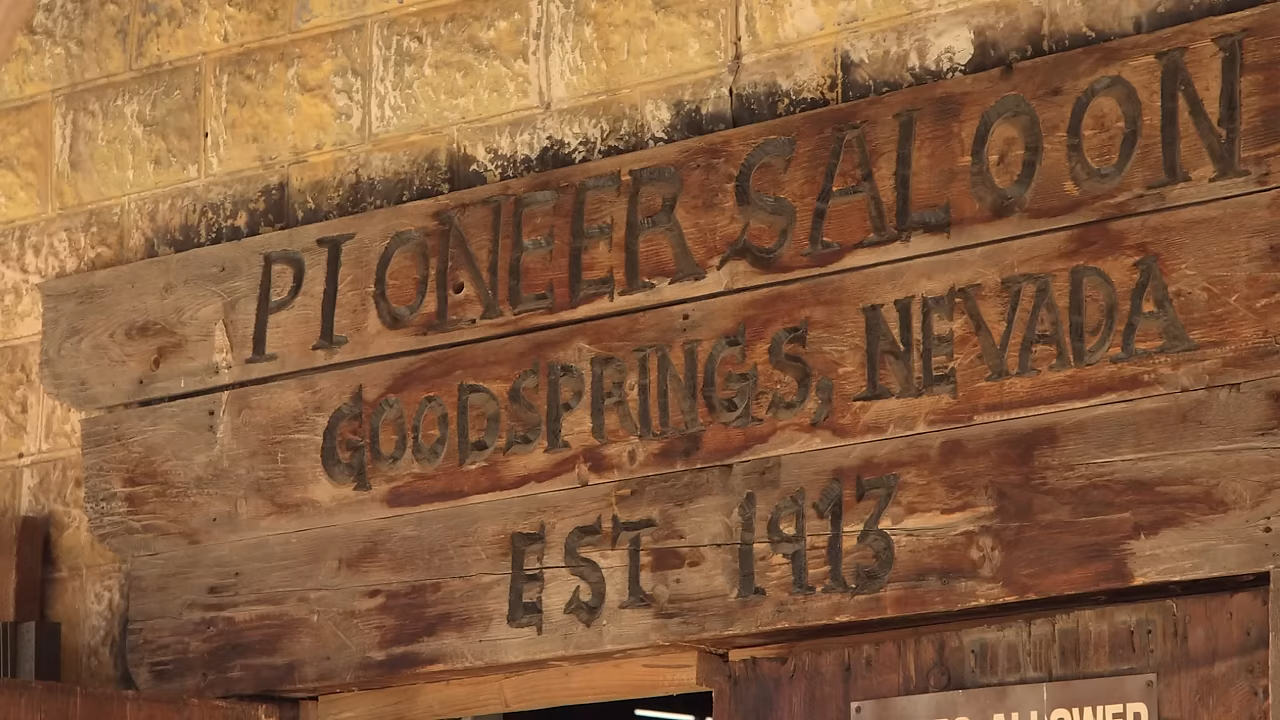 PIONEER SALOON
GOODSPRINGS, NEVADA
EST 1913
ALLOWED